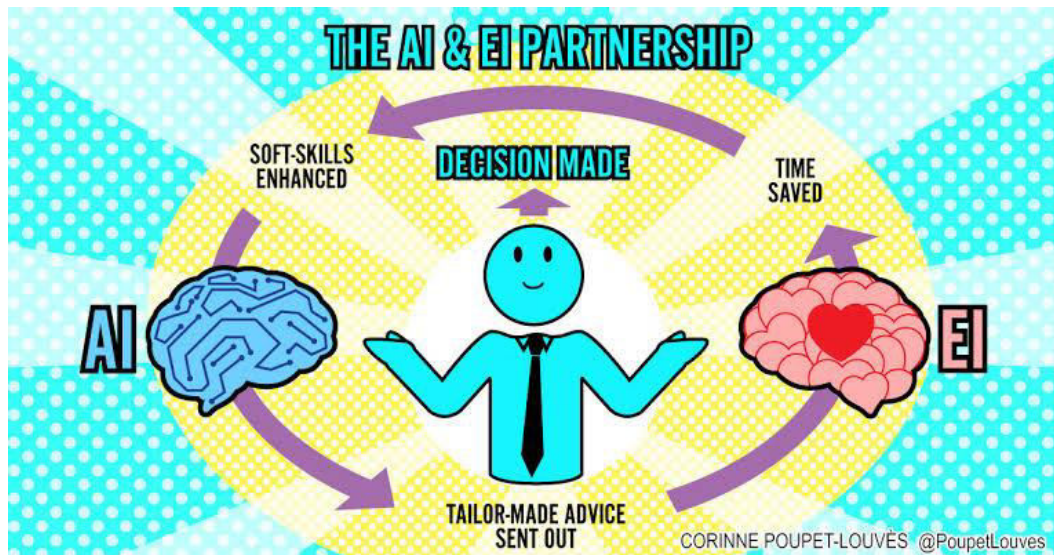 THE AI & EI PARTNERSHIP
SOFT-SKILLS
ENHANCED
DECISION MADE
TIME
SAVED
AI
EI
TAILOR-MADE ADVICE
SENT OUT
CORINNE POUPET-LOUVÈS @PoupetLouves